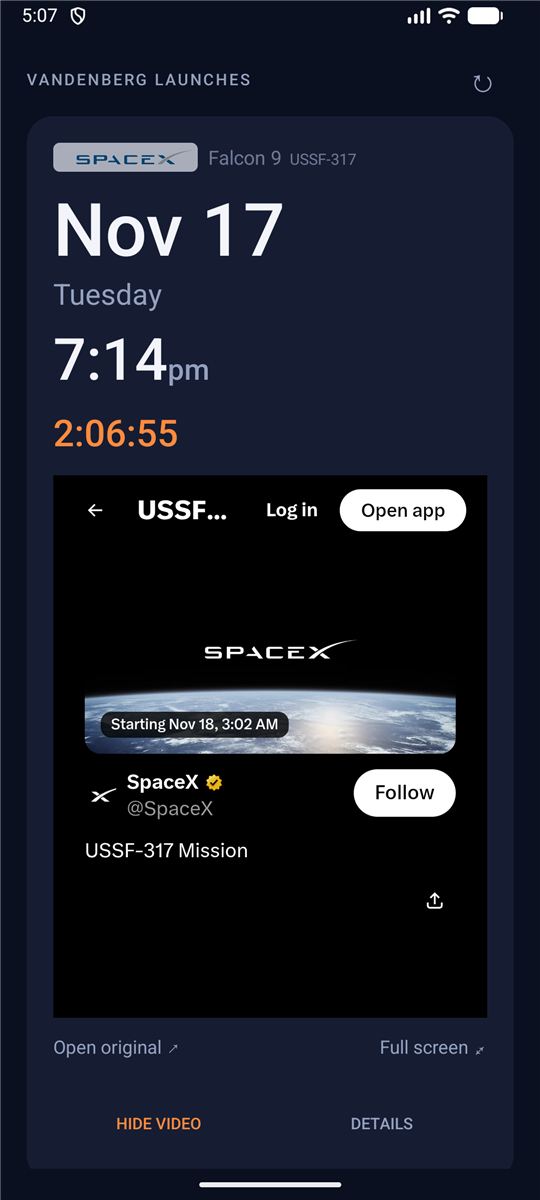 5:07
VANDENBERG LAUNCHES
SPACEX Falcon 9 USSF-317
Nov 17
Tuesday
7:14pm
2:06:55
USSF... Log in Open app
SPACEX
Starting Nov 18, 3:02 AM
SpaceX
@SpaceX
Follow
USSF-317 Mission
Open original Full screen
HIDE VIDEO DETAILS